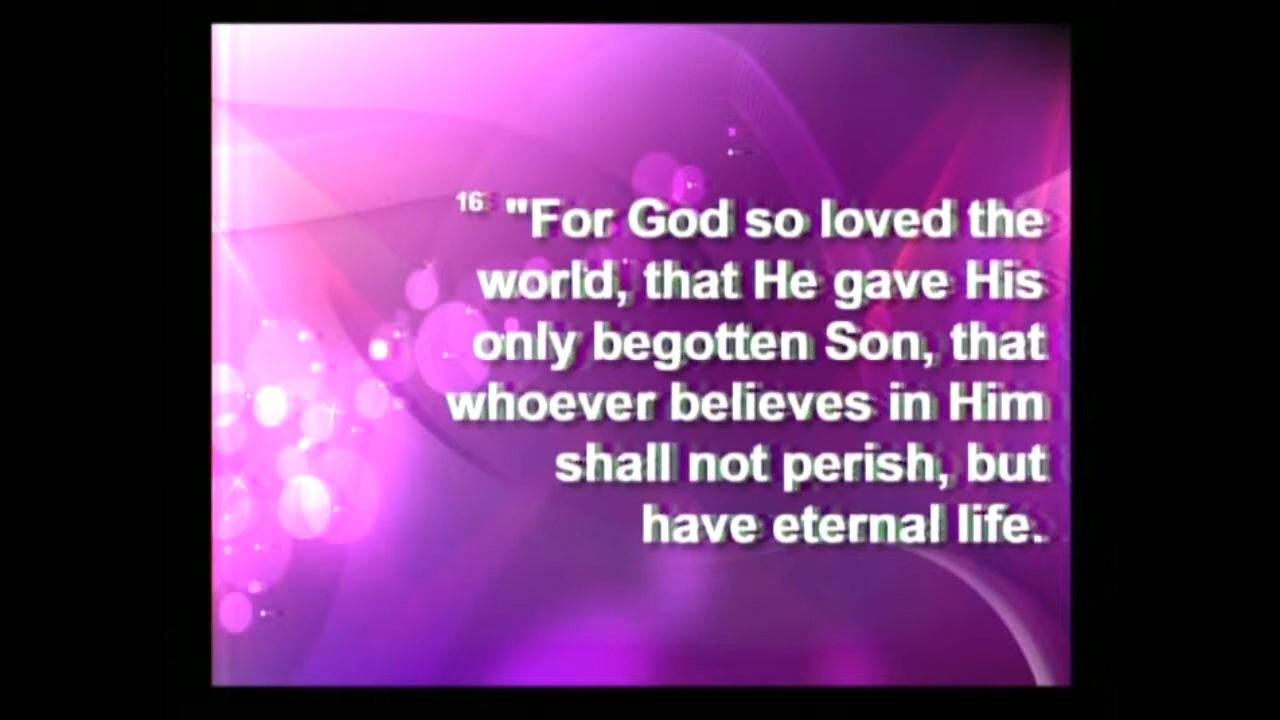 16 "For God so loved the
world, that He gave His
only begotten Son, that
whoever believes in Him
shall not perish, but
have eternal life.